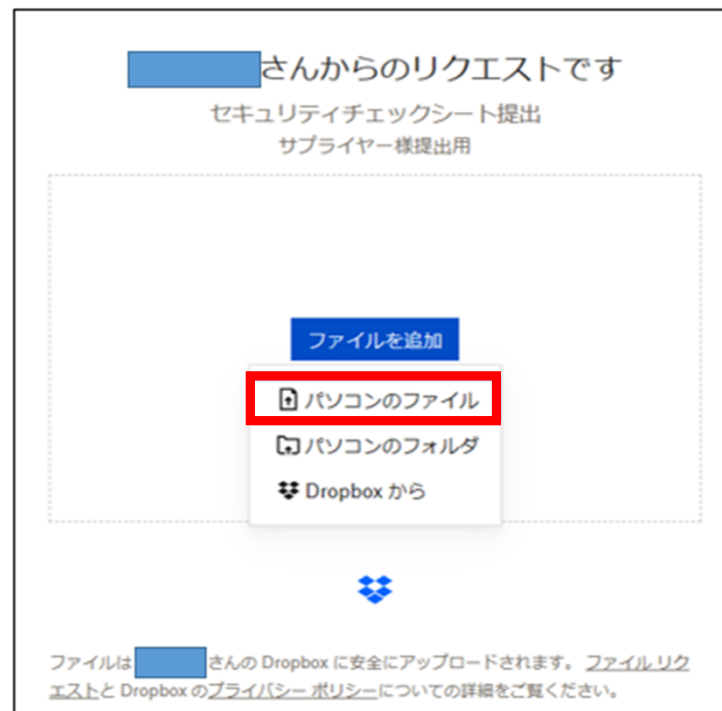 さんからのリクエストです
セキュリティチェックシート提出
サプライヤー様提出用
ファイルを追加
パソコンのファイル
パソコンのフォルダ
Dropbox から
ファイルは さんの Dropbox に安全にアップロードされます。 ファイル リク
エストと Dropbox のプライバシー ポリシーについての詳細をご覧ください。